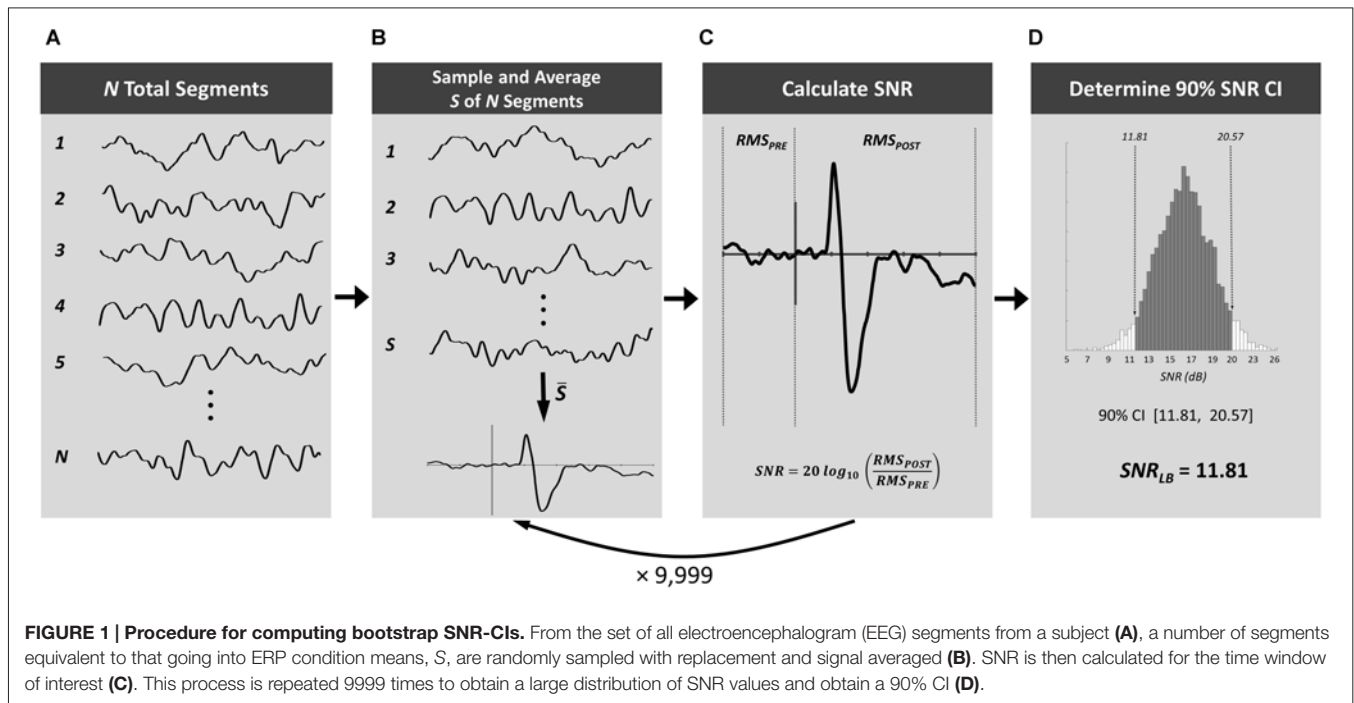 A
B
C
D
N Total Segments
Sample and Average
S of N Segments
Calculate SNR
Determine 90% SNR CI
1
2
3
4
5
N
1
2
3
S
S̄
RMS_PRE
RMS_POST
SNR = 20 log₁₀ (RMS_POST / RMS_PRE)
11.81
20.57
5 7 9 11 13 15 17 19 20 23 26
SNR (dB)
90% CI [11.81, 20.57]
SNR_LB = 11.81
× 9,999
FIGURE 1 | Procedure for computing bootstrap SNR-CIs. From the set of all electroencephalogram (EEG) segments from a subject (A), a number of segments
equivalent to that going into ERP condition means, S, are randomly sampled with replacement and signal averaged (B). SNR is then calculated for the time window
of interest (C). This process is repeated 9999 times to obtain a large distribution of SNR values and obtain a 90% CI (D).